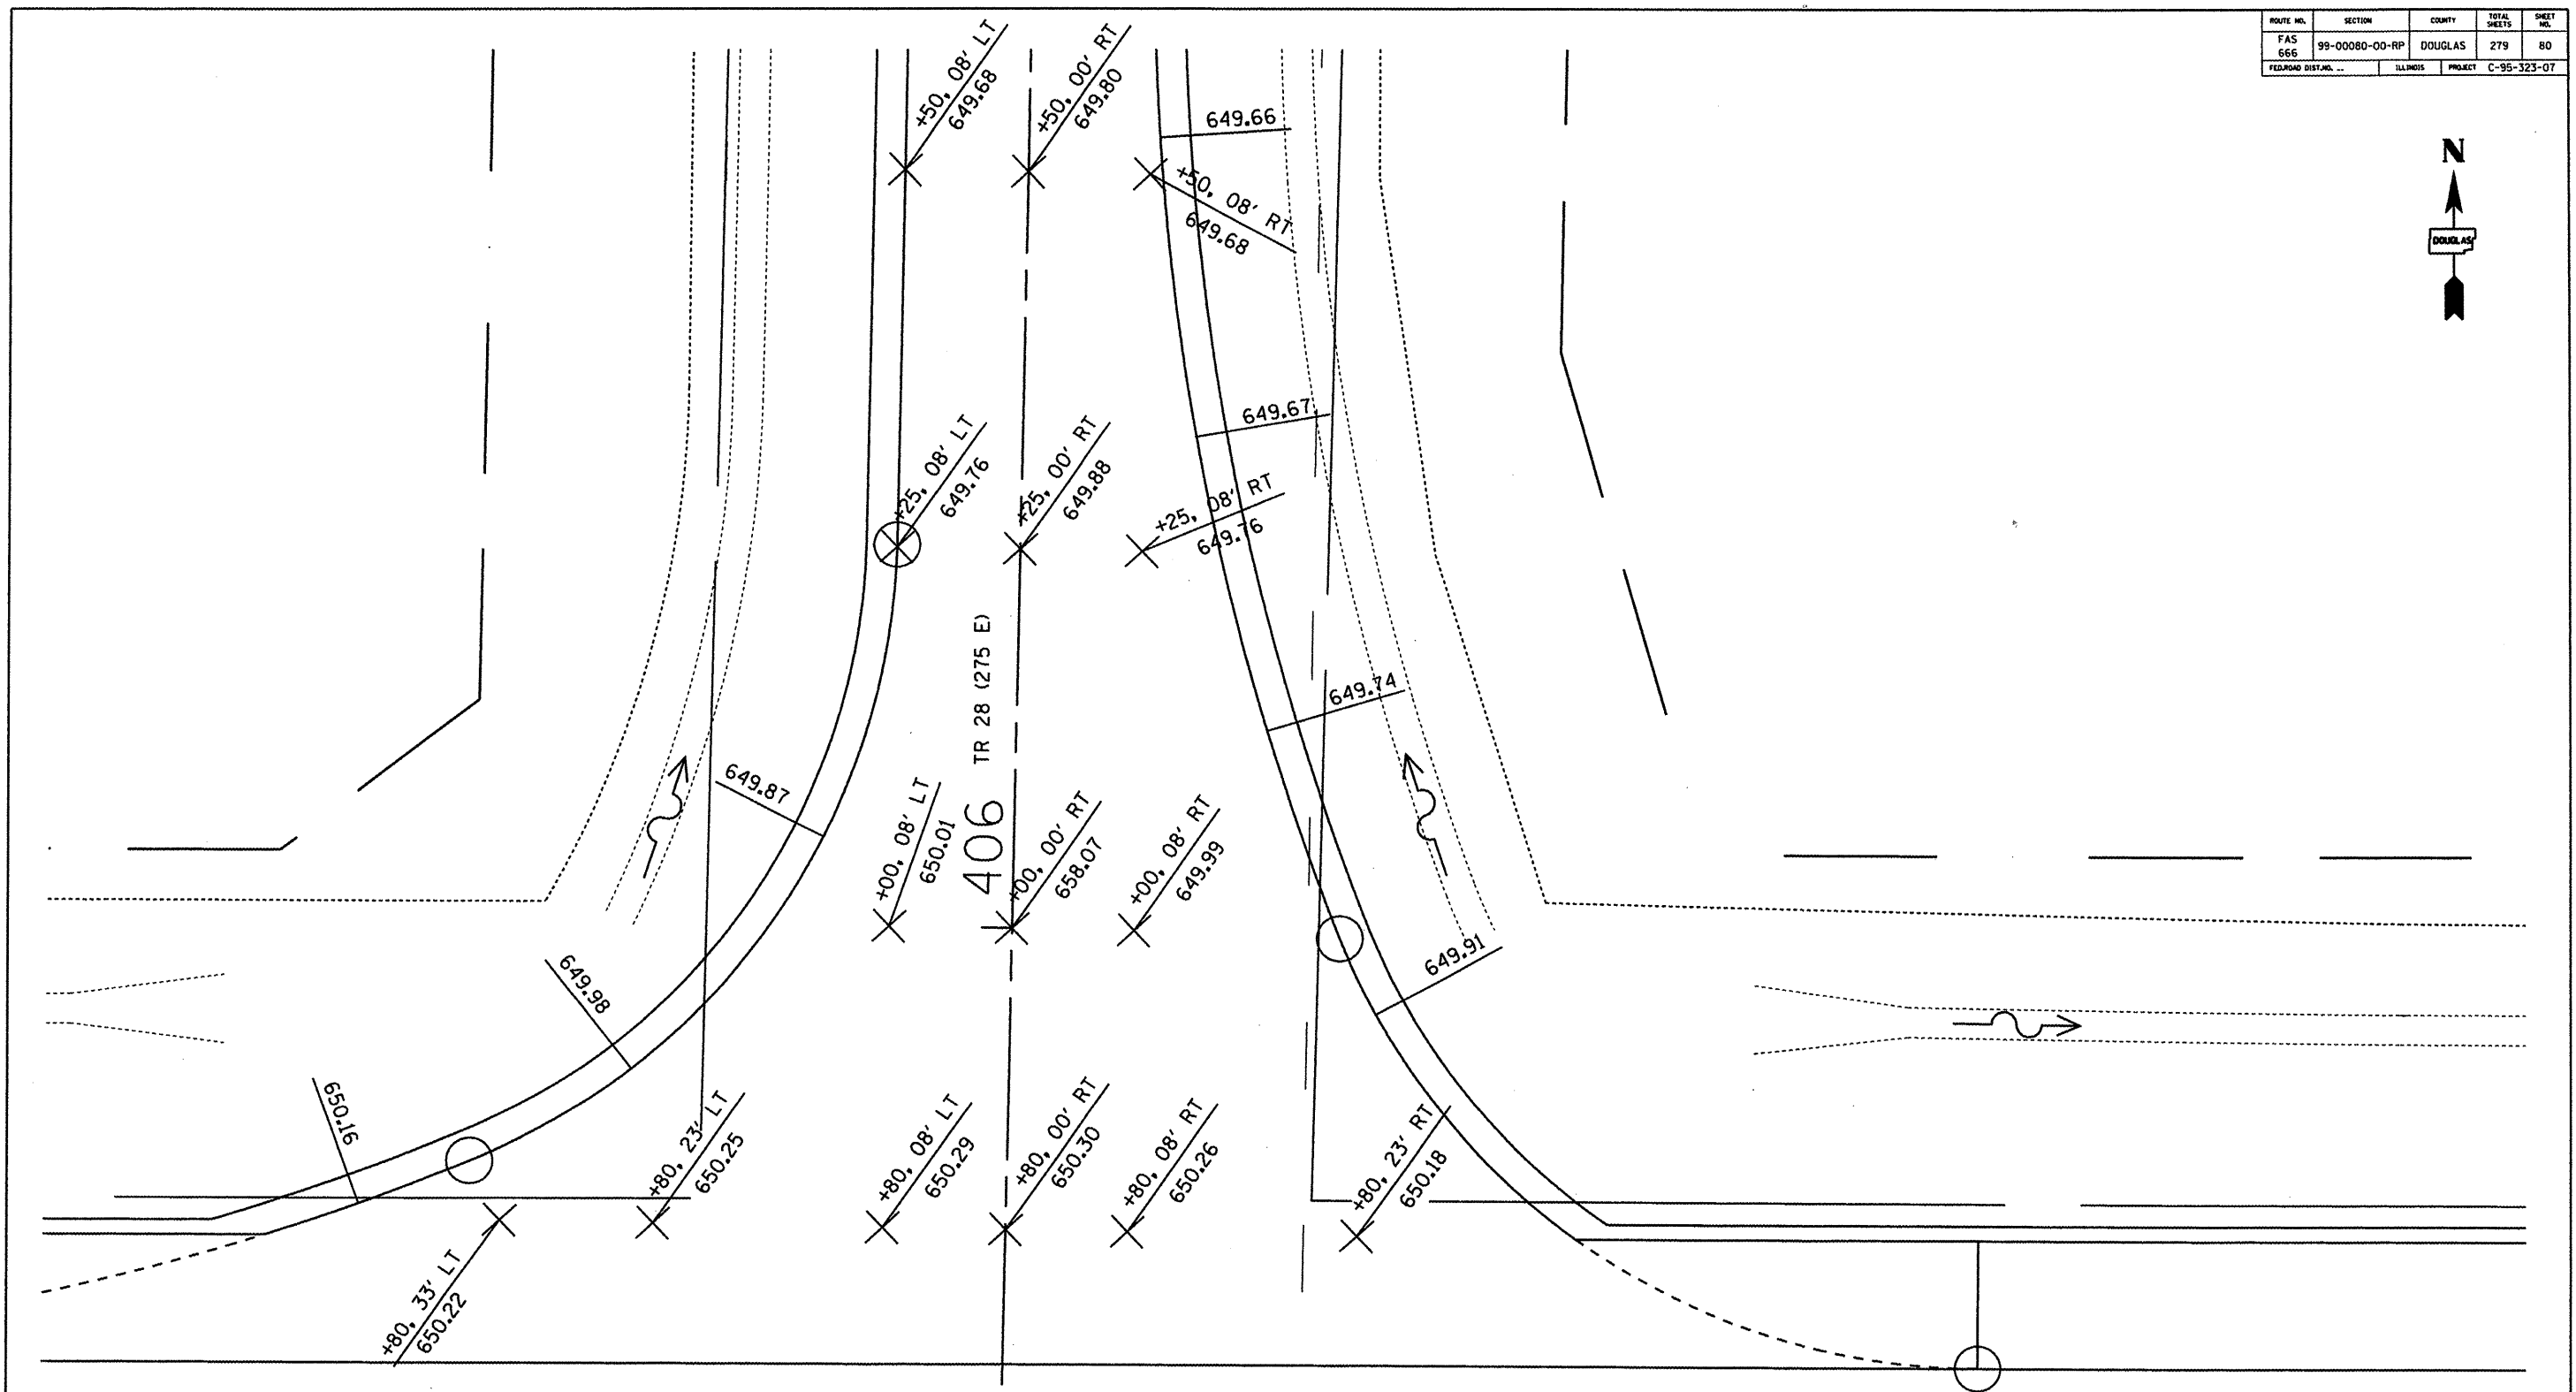 ROUTE NO. SECTION COUNTY TOTAL SHEETS SHEET NO.
FAS 666 99-00080-00-RP DOUGLAS 279 80
FED.ROAD DIST.NO. -- ILLINOIS PROJECT C-95-323-07
N
DOUGLAS
+50, 08' LT
649.68
+50, 00' RT
649.80
649.66
+50, 08' RT
649.68
649.67
+25, 08' LT
649.76
+25, 00' RT
649.88
+25, 08' RT
649.76
TR 28 (275 E)
406
649.74
649.87
+00, 08' LT
650.01
+00, 00' RT
658.07
+00, 08' RT
649.99
649.91
649.98
650.16
+80, 23' LT
650.25
+80, 08' LT
650.29
+80, 00' RT
650.30
+80, 08' RT
650.26
+80, 23' RT
650.18
+80, 33' LT
650.22